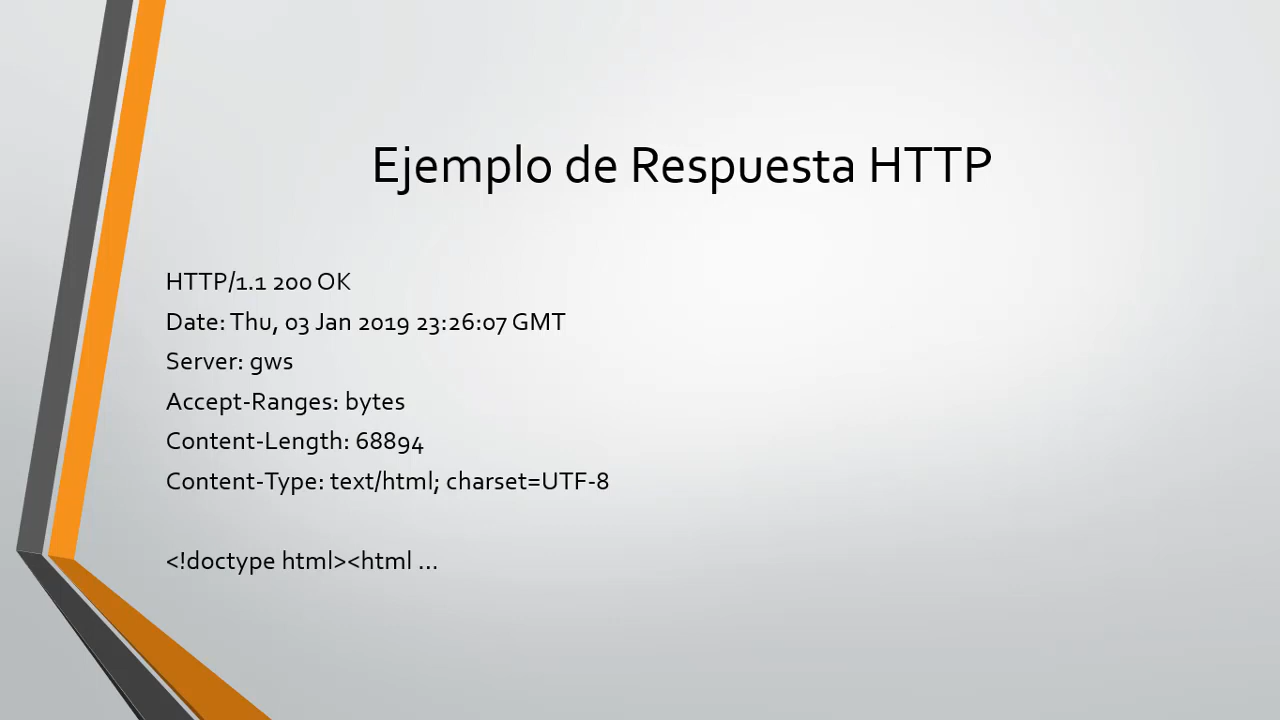 Ejemplo de Respuesta HTTP
HTTP/1.1 200 OK
Date: Thu, 03 Jan 2019 23:26:07 GMT
Server: gws
Accept-Ranges: bytes
Content-Length: 68894
Content-Type: text/html; charset=UTF-8
<!doctype html><html ...